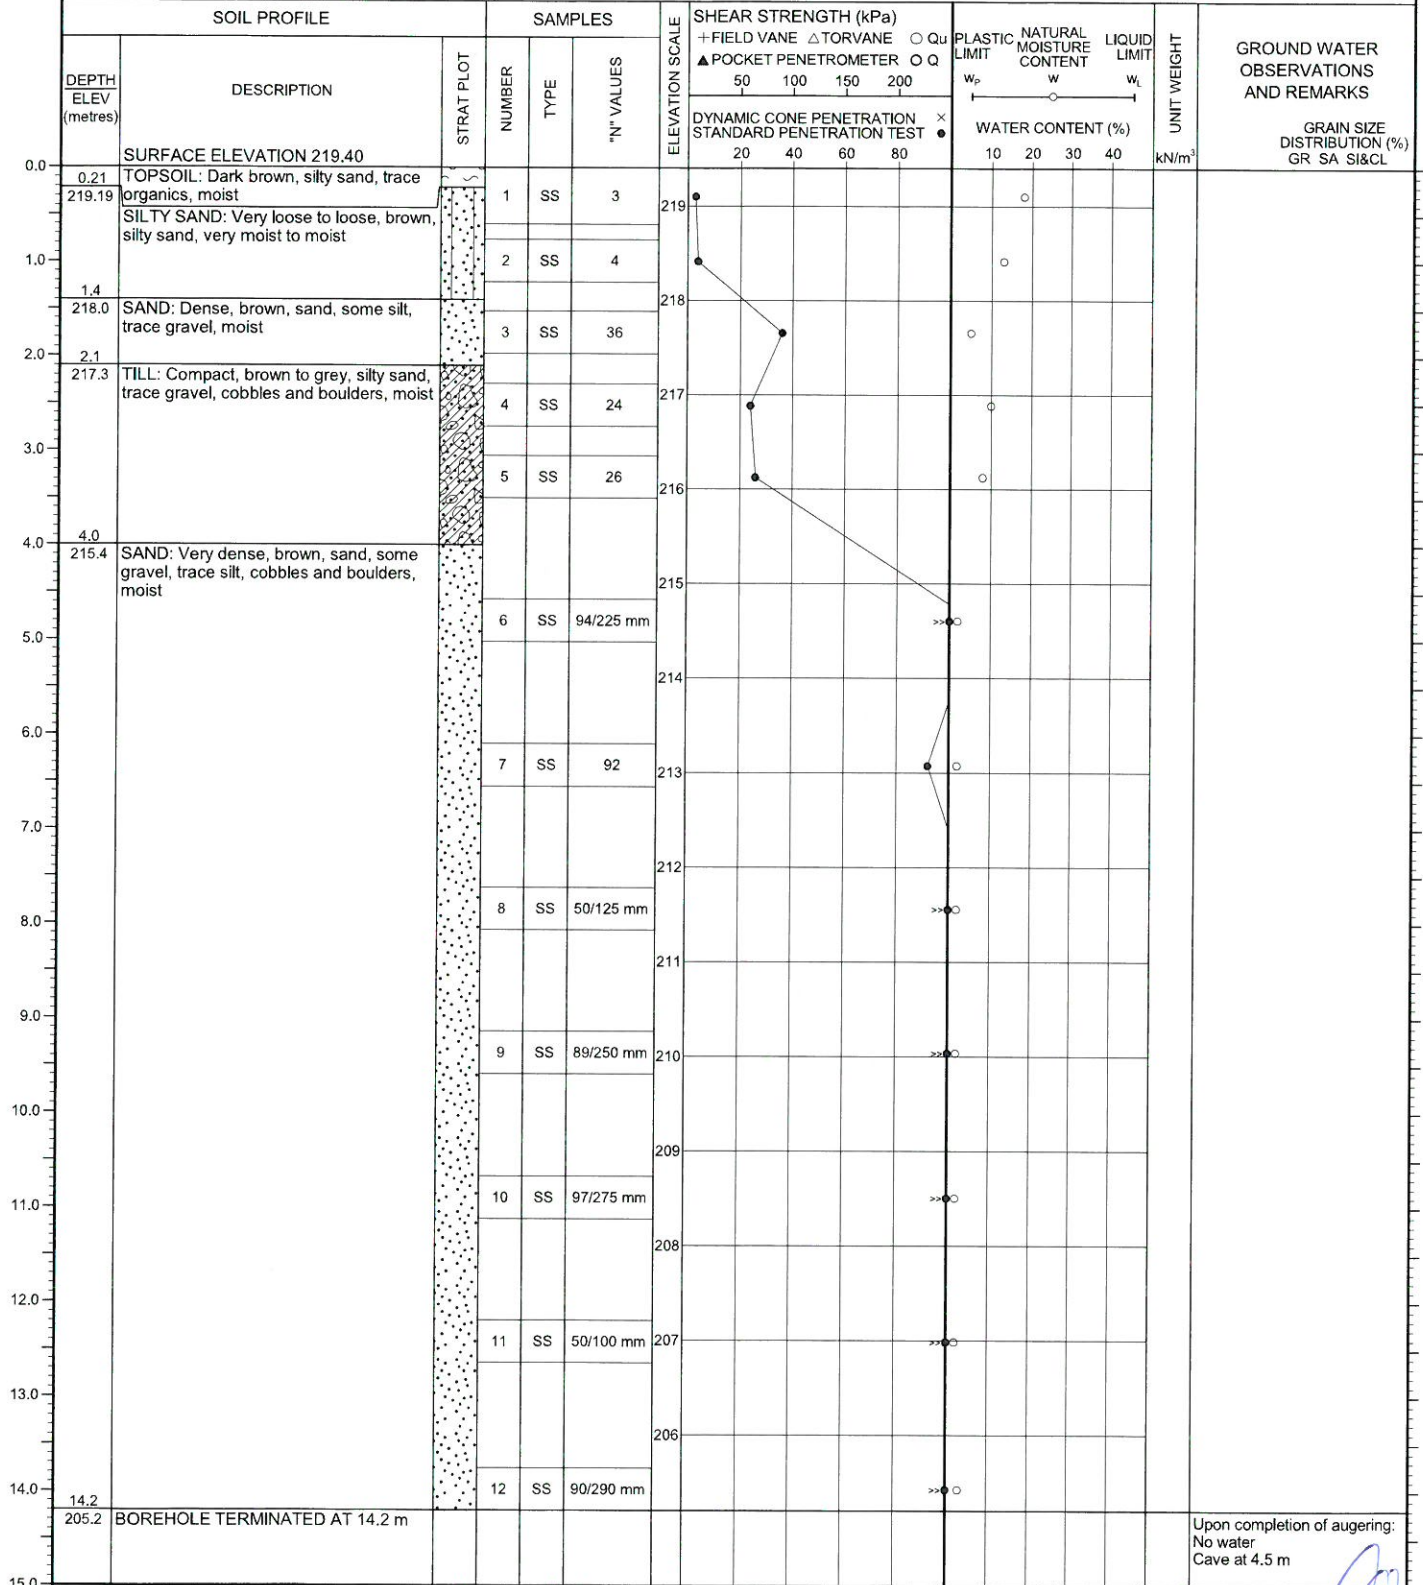 SOIL PROFILE
SAMPLES
DEPTH
ELEV
(metres)
DESCRIPTION
STRAT PLOT
NUMBER
TYPE
"N" VALUES
ELEVATION SCALE
SHEAR STRENGTH (kPa)
+FIELD VANE △TORVANE ○ Qu
▲ POCKET PENETROMETER O Q
50 100 150 200
DYNAMIC CONE PENETRATION ×
STANDARD PENETRATION TEST ●
20 40 60 80
PLASTIC LIMIT
NATURAL MOISTURE CONTENT
LIQUID LIMIT
WP W WL
WATER CONTENT (%)
10 20 30 40
UNIT WEIGHT
kN/m³
GROUND WATER
OBSERVATIONS
AND REMARKS
GRAIN SIZE
DISTRIBUTION (%)
GR SA SI&CL
SURFACE ELEVATION 219.40
0.0
0.21
219.19
TOPSOIL: Dark brown, silty sand, trace
organics, moist
1 SS 3
219
SILTY SAND: Very loose to loose, brown,
silty sand, very moist to moist
1.0
2 SS 4
1.4
218.0
218
SAND: Dense, brown, sand, some silt,
trace gravel, moist
3 SS 36
2.0
2.1
217.3
TILL: Compact, brown to grey, silty sand,
trace gravel, cobbles and boulders, moist
217
4 SS 24
3.0
5 SS 26
216
4.0
4.0
215.4
SAND: Very dense, brown, sand, some
gravel, trace silt, cobbles and boulders,
moist
215
6 SS 94/225 mm
>>
5.0
214
6.0
7 SS 92
213
7.0
212
8 SS 50/125 mm
>>
8.0
211
9.0
9 SS 89/250 mm
210
>>
10.0
209
10 SS 97/275 mm
>>
11.0
208
12.0
11 SS 50/100 mm
207
>>
13.0
206
12 SS 90/290 mm
>>
14.0
14.2
205.2
BOREHOLE TERMINATED AT 14.2 m
Upon completion of augering:
No water
Cave at 4.5 m
15.0